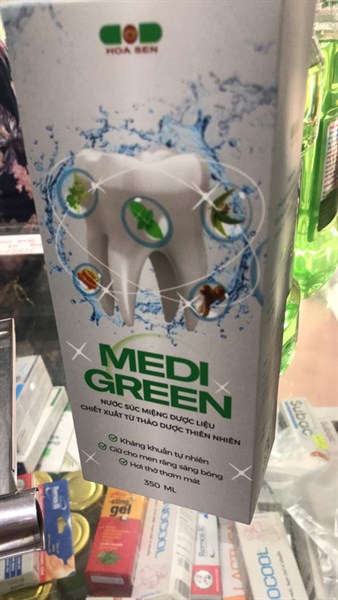 HOA SEN
MEDI
GREEN
NƯỚC SÚC MIỆNG DƯỢC LIỆU
CHIẾT XUẤT TỪ THẢO DƯỢC THIÊN NHIÊN
Kháng khuẩn tự nhiên
Giữ cho men răng sáng bóng
Hơi thở thơm mát
350 ML
gel